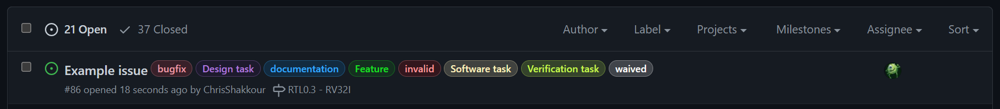 21 Open 37 Closed Author Label Projects Milestones Assignee Sort
Example issue bugfix Design task documentation Feature invalid Software task Verification task waived
#86 opened 18 seconds ago by ChrisShakkour RTL0.3 - RV32I